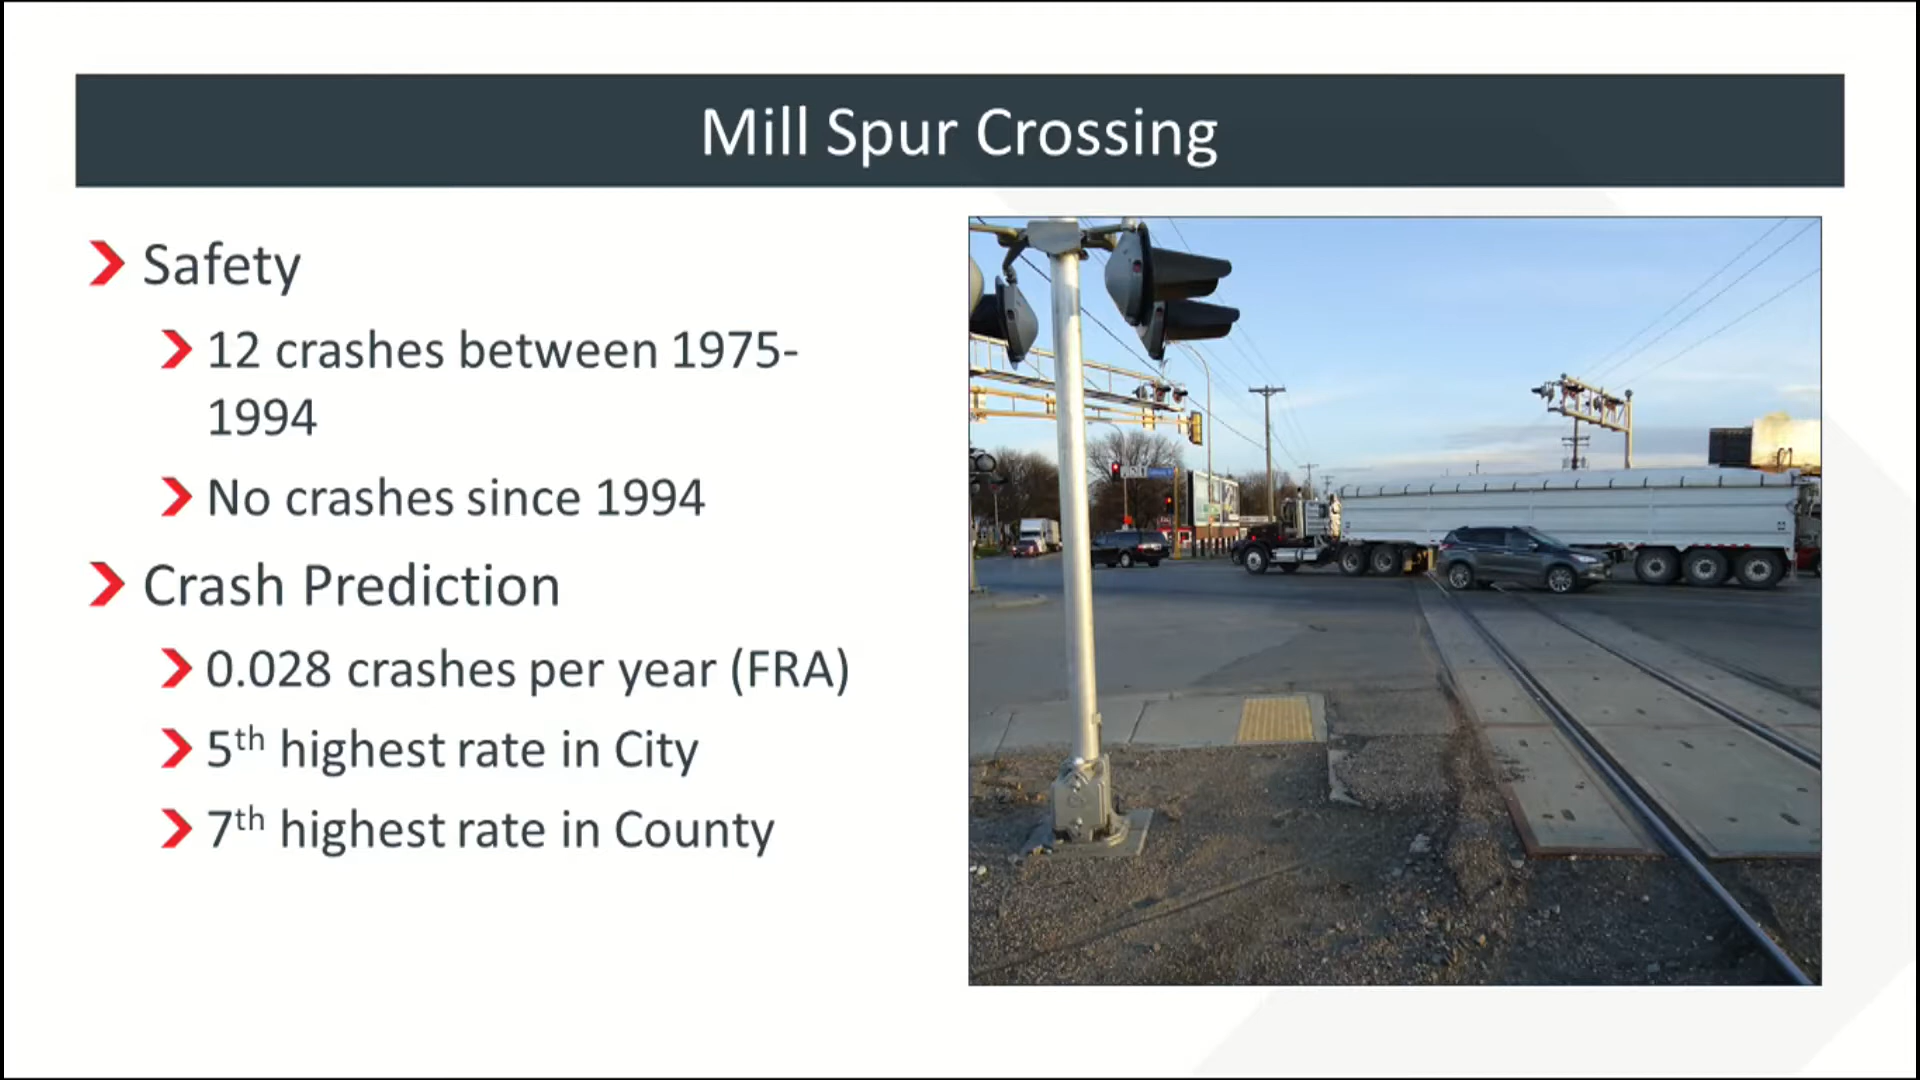 Mill Spur Crossing
Safety
12 crashes between 1975-
1994
No crashes since 1994
Crash Prediction
0.028 crashes per year (FRA)
5th highest rate in City
7th highest rate in County